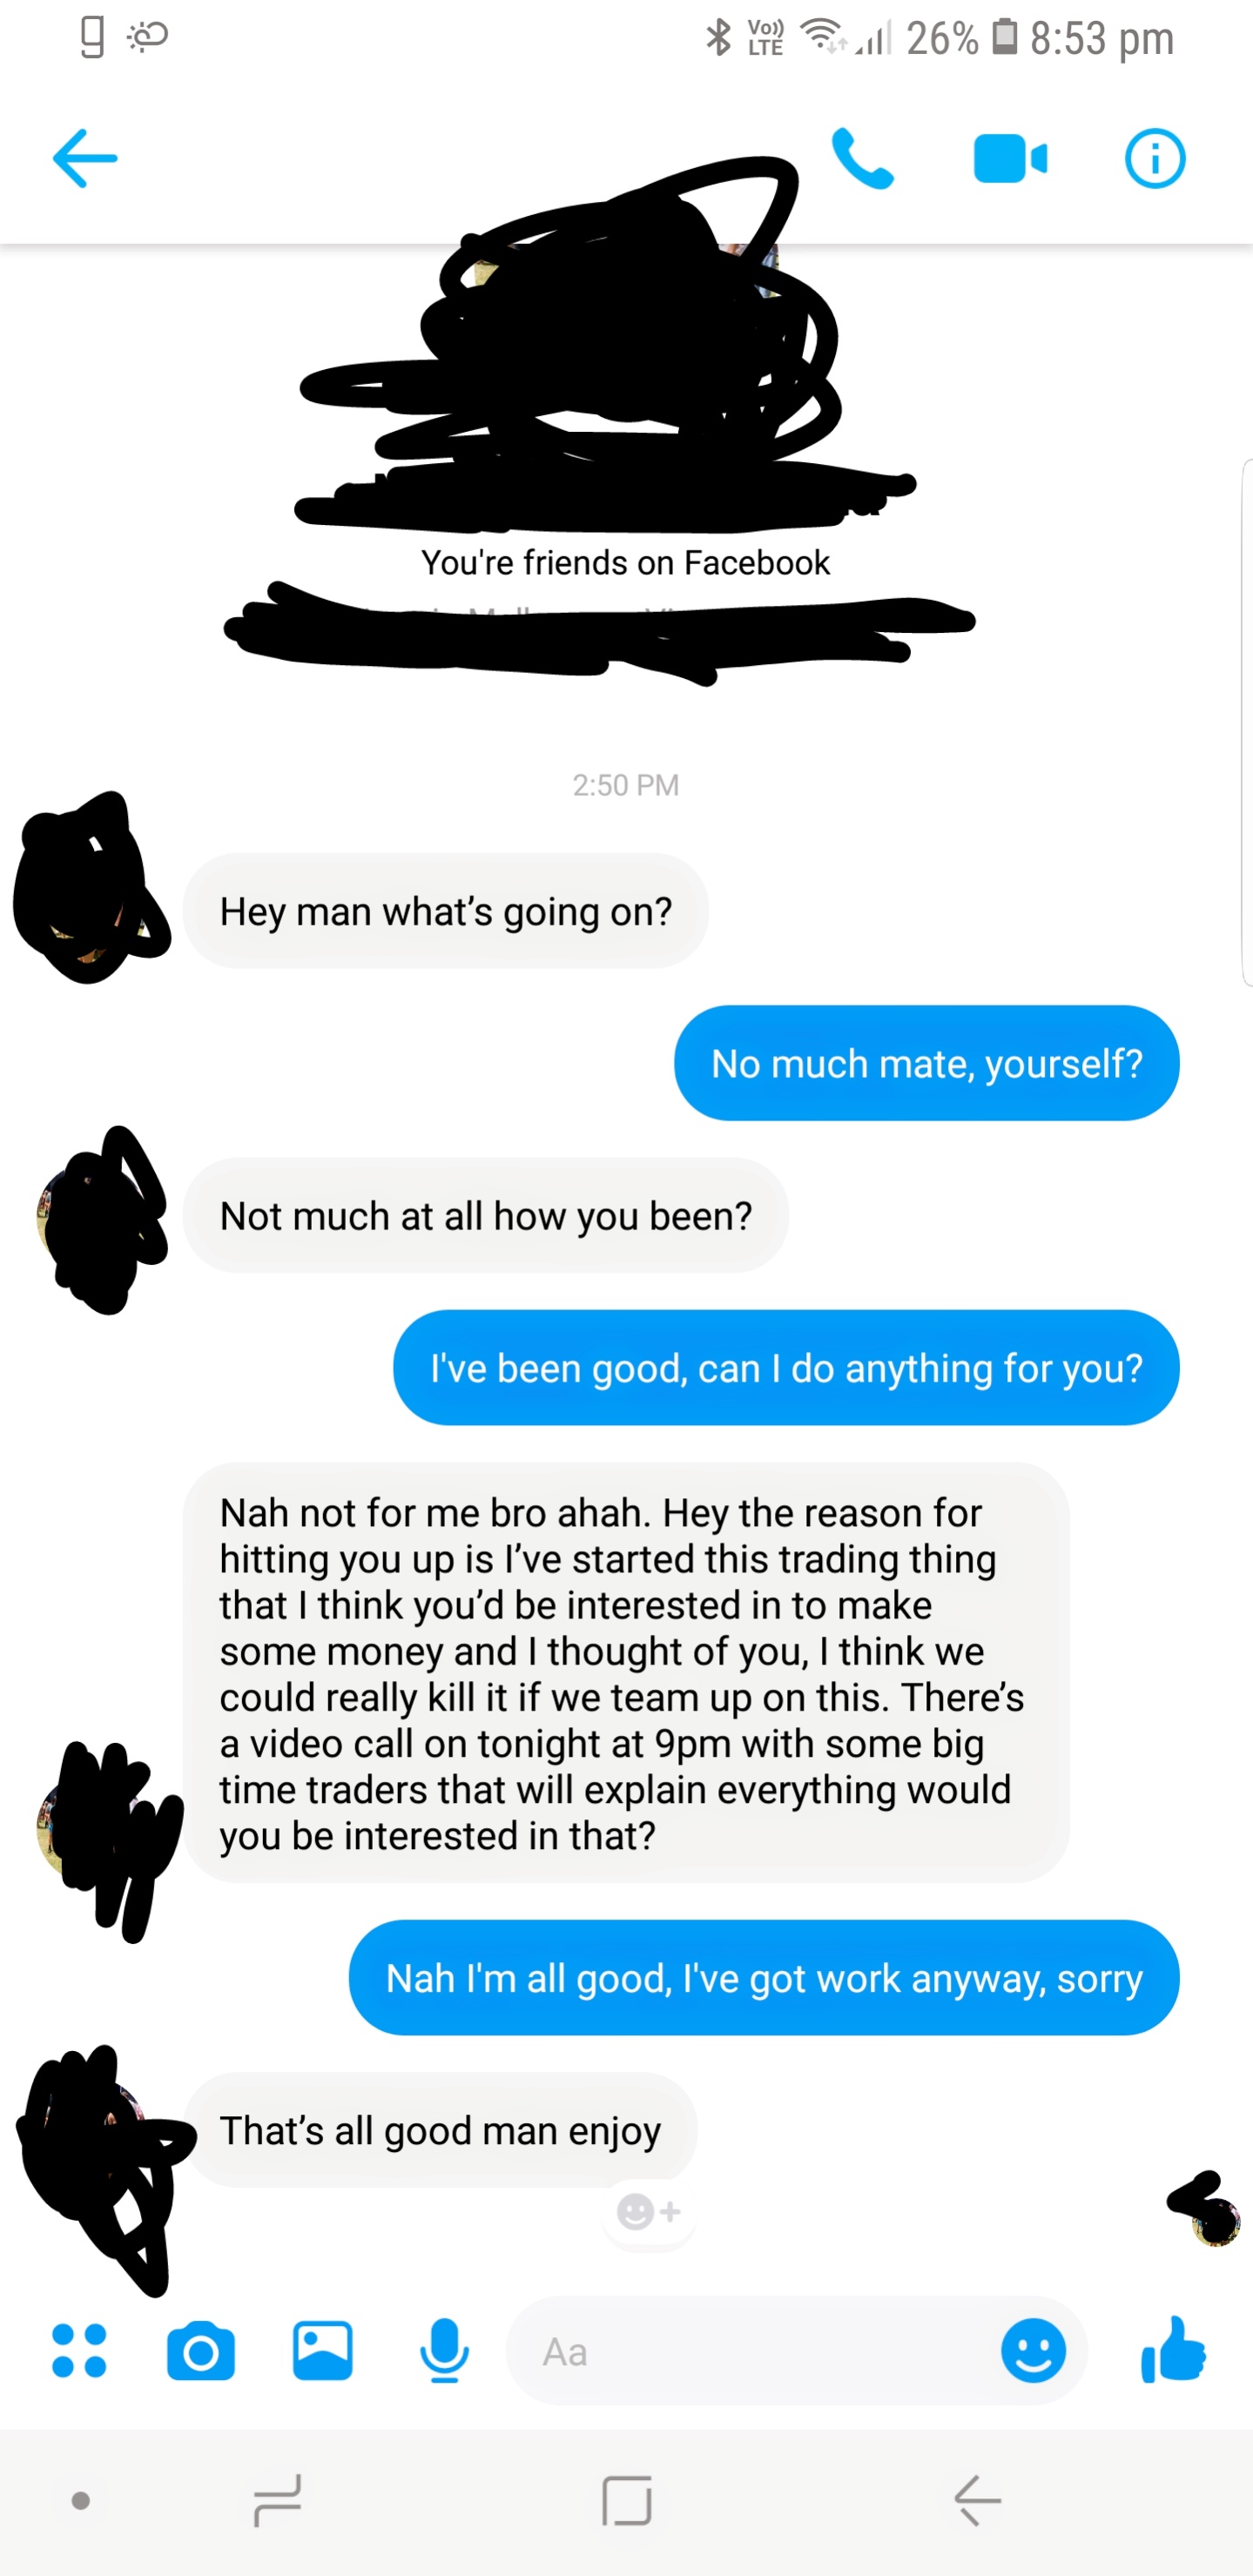 26% 8:53 pm
Vo)) LTE
You're friends on Facebook
2:50 PM
Hey man what’s going on?
No much mate, yourself?
Not much at all how you been?
I've been good, can I do anything for you?
Nah not for me bro ahah. Hey the reason for
hitting you up is I’ve started this trading thing
that I think you’d be interested in to make
some money and I thought of you, I think we
could really kill it if we team up on this. There’s
a video call on tonight at 9pm with some big
time traders that will explain everything would
you be interested in that?
Nah I'm all good, I've got work anyway, sorry
That’s all good man enjoy
Aa